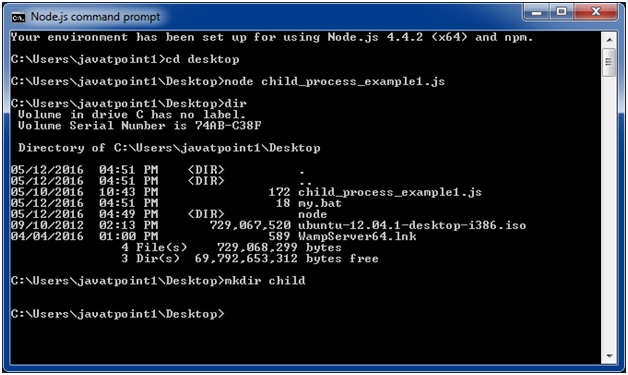 Node.js command prompt
Your environment has been set up for using Node.js 4.4.2 (x64) and npm.
C:\Users\javatpoint1>cd desktop
C:\Users\javatpoint1\Desktop>node child_process_example1.js
C:\Users\javatpoint1\Desktop>dir
Volume in drive C has no label.
Volume Serial Number is 74AB-C38F
Directory of C:\Users\javatpoint1\Desktop
05/12/2016  04:51 PM    <DIR>          .
05/12/2016  04:51 PM    <DIR>          ..
05/10/2016  10:43 PM               172 child_process_example1.js
05/12/2016  04:51 PM                18 my.bat
05/12/2016  04:49 PM    <DIR>          node
09/10/2012  02:13 PM       729,067,520 ubuntu-12.04.1-desktop-i386.iso
04/04/2016  01:00 PM               589 WampServer64.lnk
4 File(s)    729,068,299 bytes
3 Dir(s)  69,792,653,312 bytes free
C:\Users\javatpoint1\Desktop>mkdir child
C:\Users\javatpoint1\Desktop>